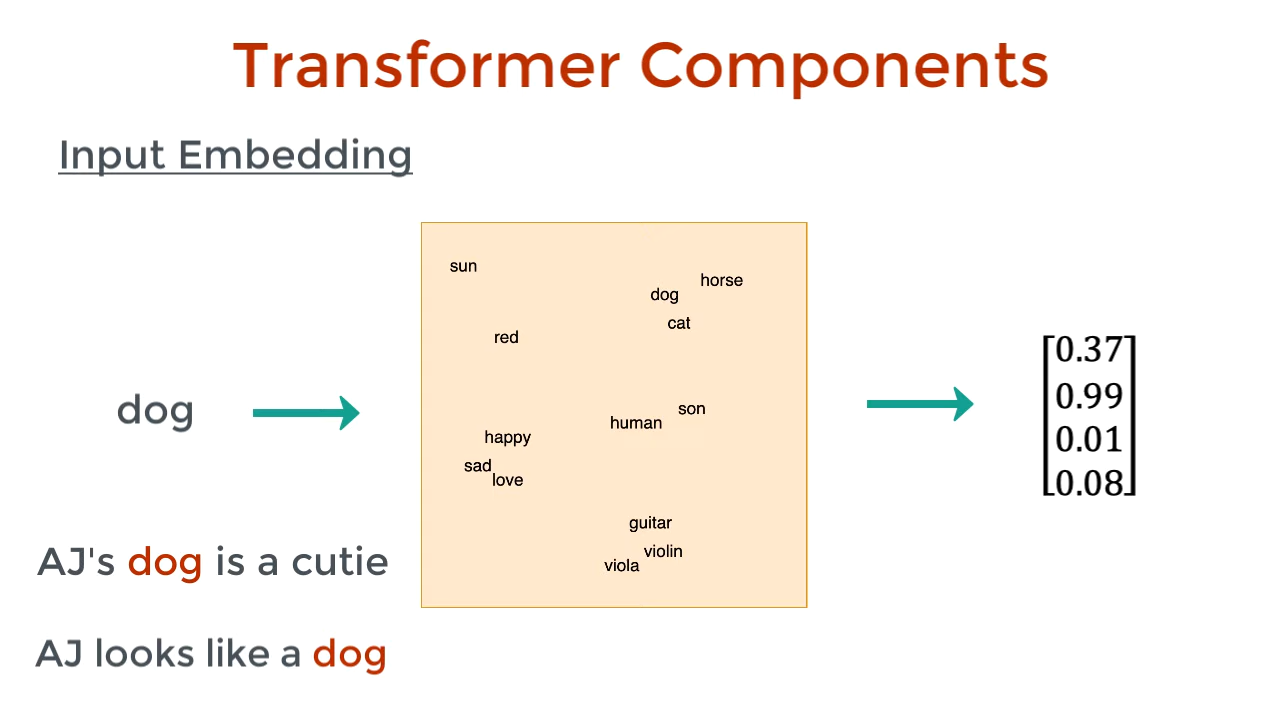 Transformer Components
Input Embedding
sun
horse
dog
cat
red
dog
son
human
happy
sad
love
guitar
violin
viola
0.37
0.99
0.01
0.08
AJ's dog is a cutie
AJ looks like a dog